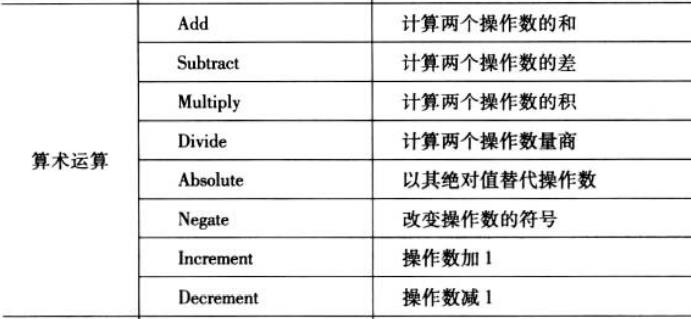 算术运算
Add 计算两个操作数的和
Subtract 计算两个操作数的差
Multiply 计算两个操作数的积
Divide 计算两个操作数量商
Absolute 以其绝对值替代操作数
Negate 改变操作数的符号
Increment 操作数加 1
Decrement 操作数减 1